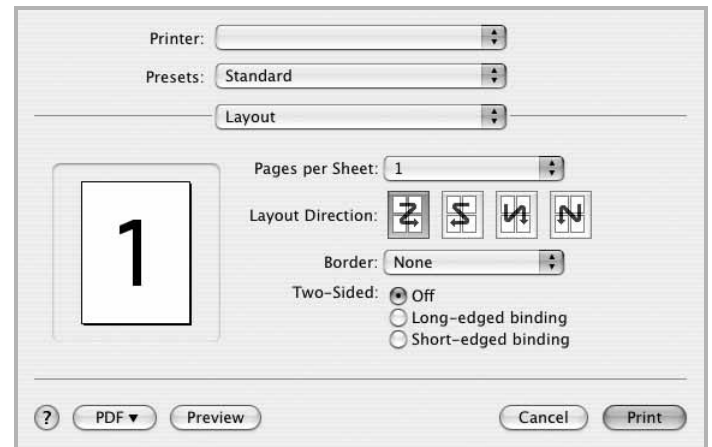 Printer:
Presets: Standard
Layout
Pages per Sheet: 1
Layout Direction:
1
Border: None
Two-Sided: Off
Long-edged binding
Short-edged binding
? PDF▼ Preview Cancel Print